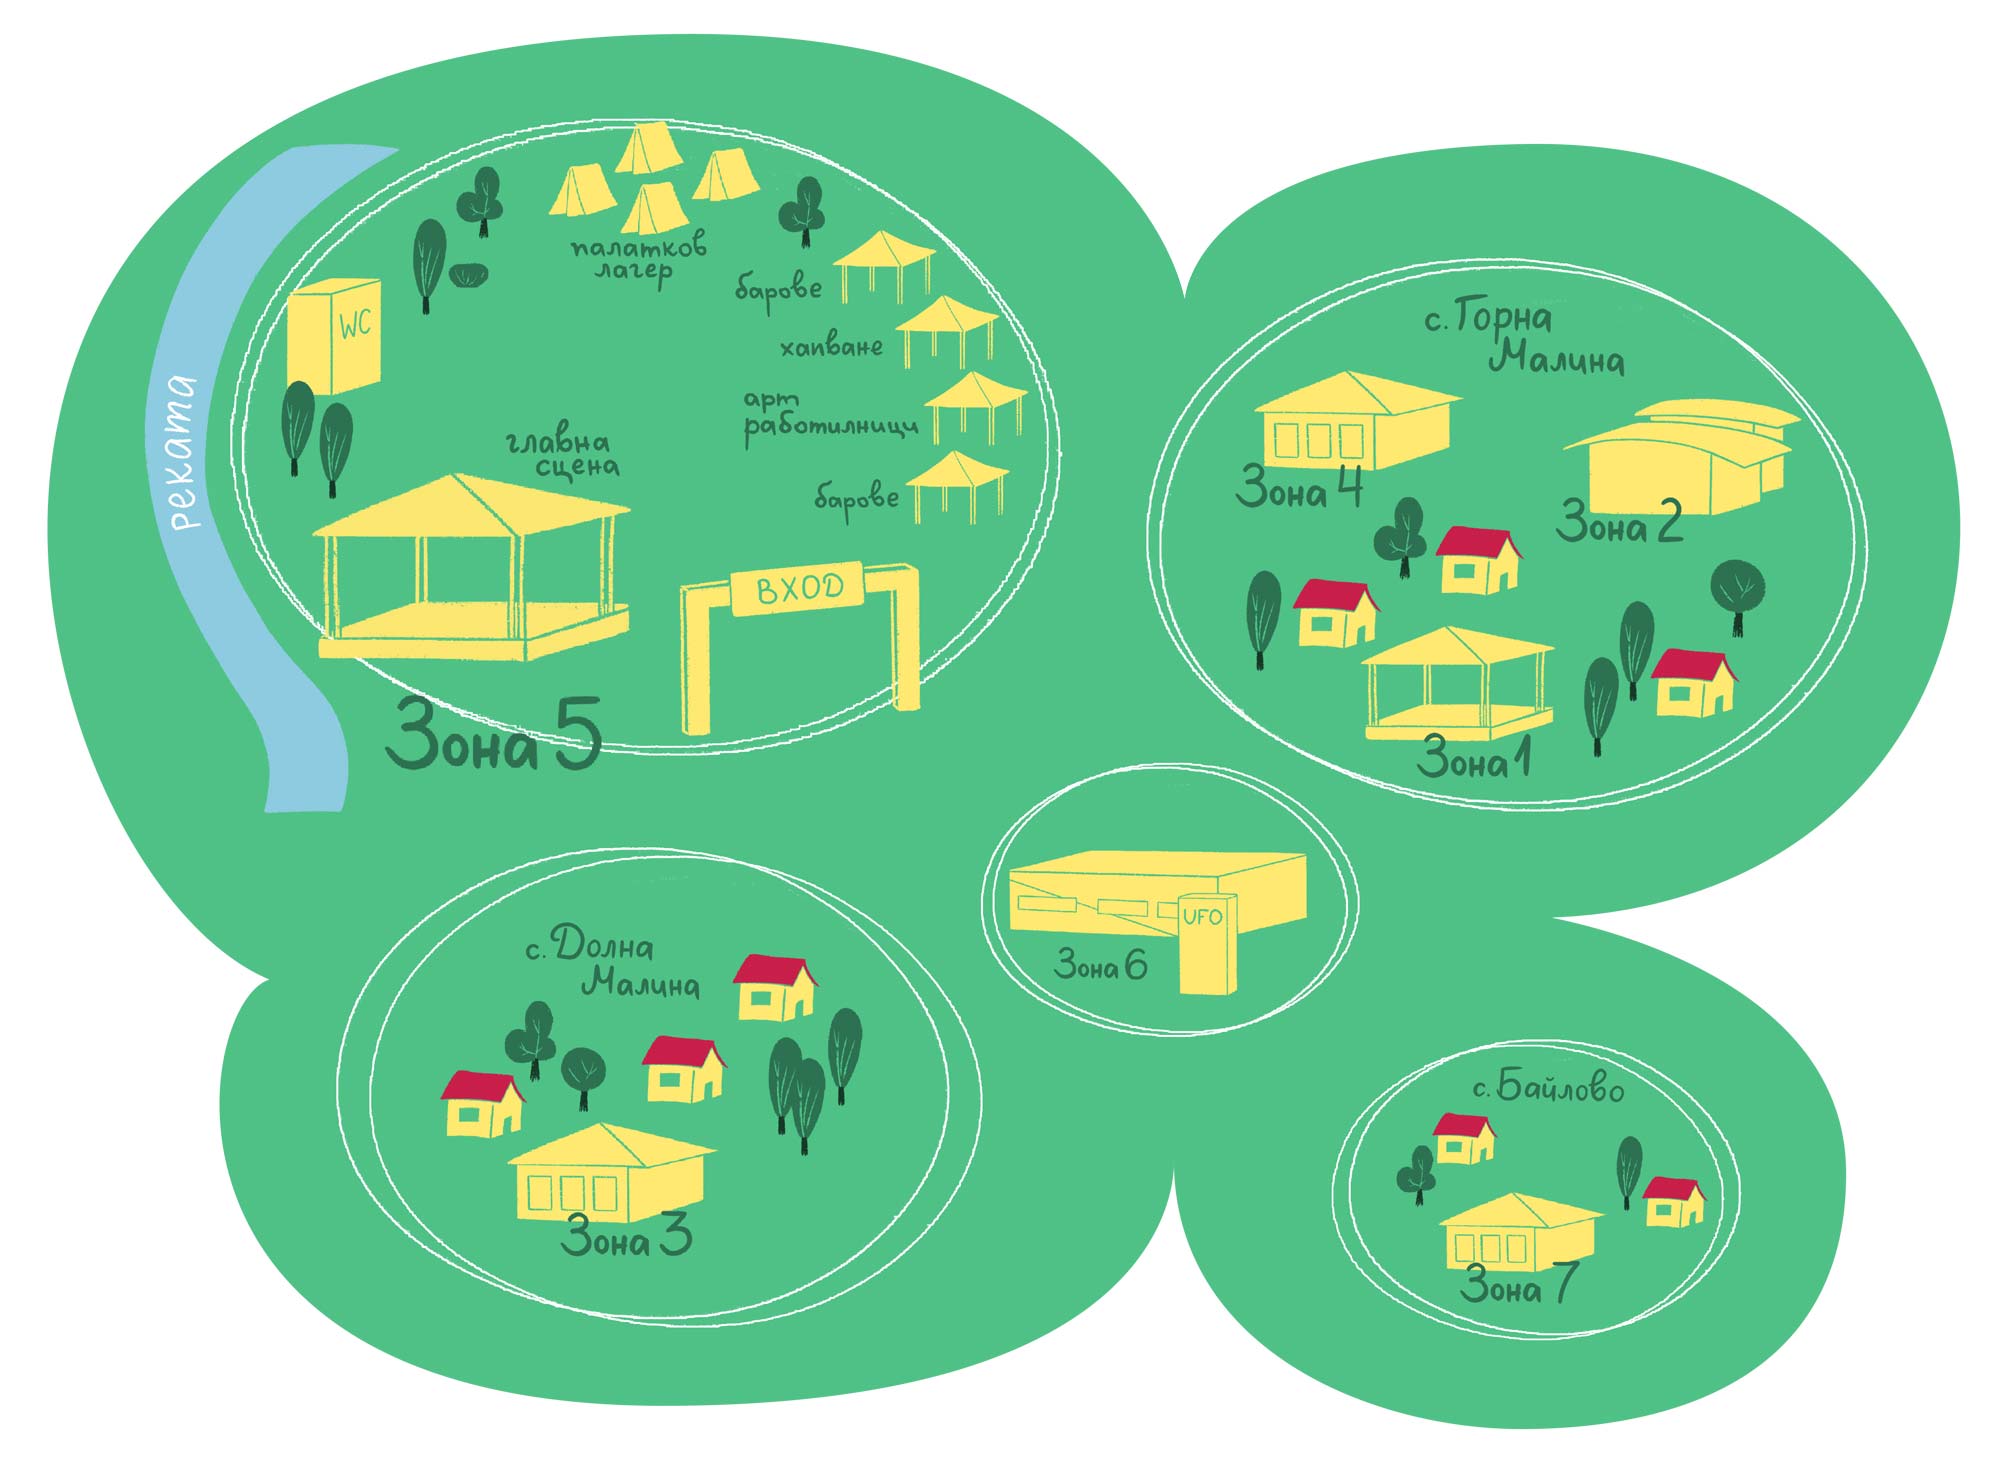 палатков
лагер
барове
WC
хапване
арт
работилници
реката
главна
сцена
барове
ВХОД
Зона 5
с. Горна
Малина
Зона 4
Зона 2
Зона 1
UFO
Зона 6
с. Долна
Малина
Зона 3
с. Байлово
Зона 7